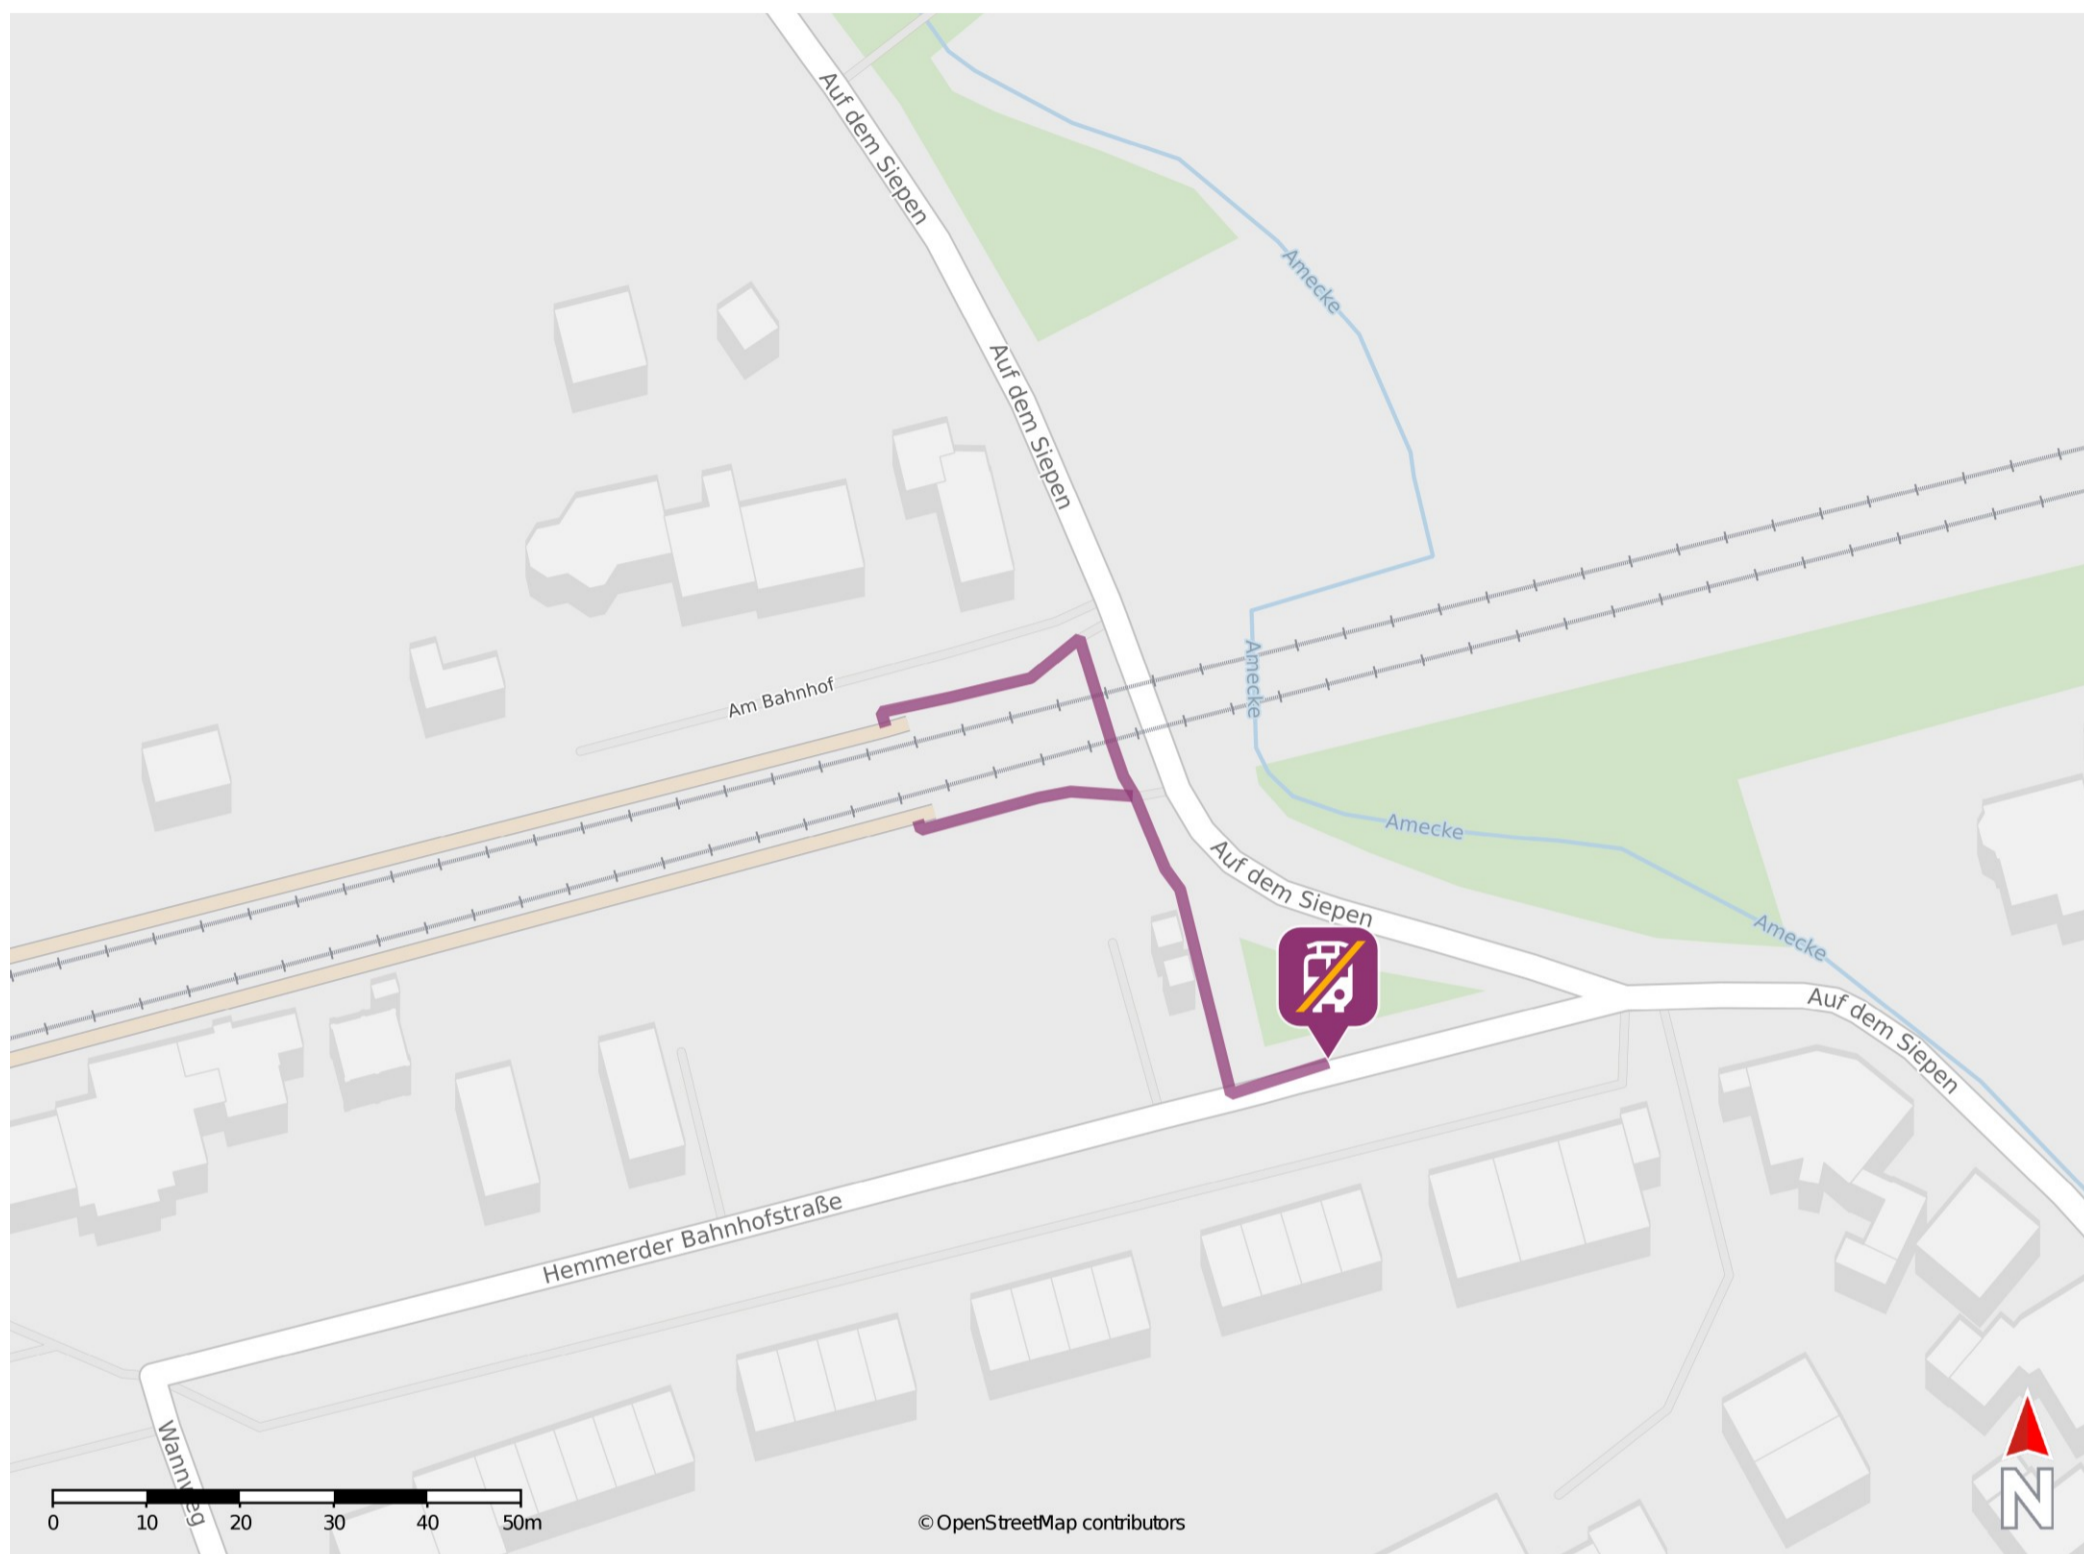 Auf dem Siepen
Amecke
Auf dem Siepen
Amecke
Am Bahnhof
Amecke
Auf dem Siepen
Amecke
Auf dem Siepen
Hemmerder Bahnhofstraße
Wannweg
0 10 20 30 40 50m
© OpenStreetMap contributors
N